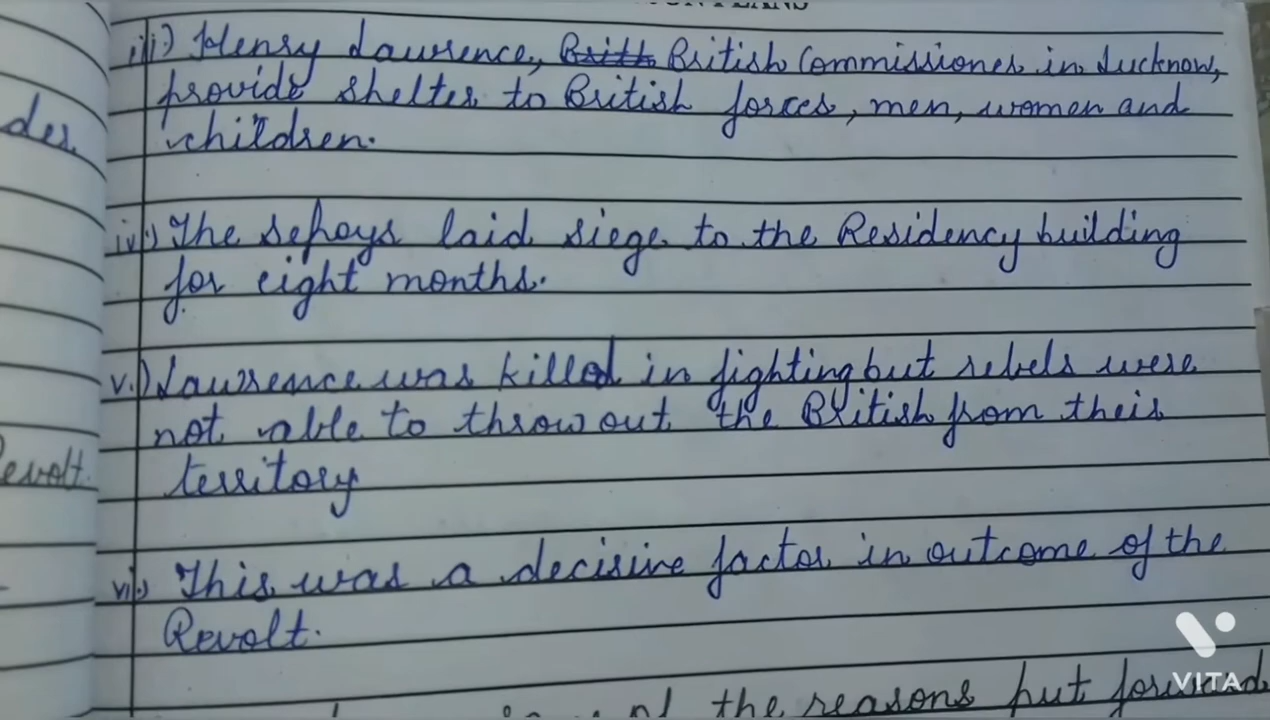 iii) Henry Lawrence, British Commissioner in Lucknow,
provide shelter to British forces, men, women and
children.
iv) The sepoys laid siege to the Residency building
for eight months.
v.) Lawrence was killed in fighting but rebels were
not able to throw out the British from their
territory
vi) This was a decisive factor in outcome of the
Revolt.
the reasons put forward
der
Revolt.
VITA